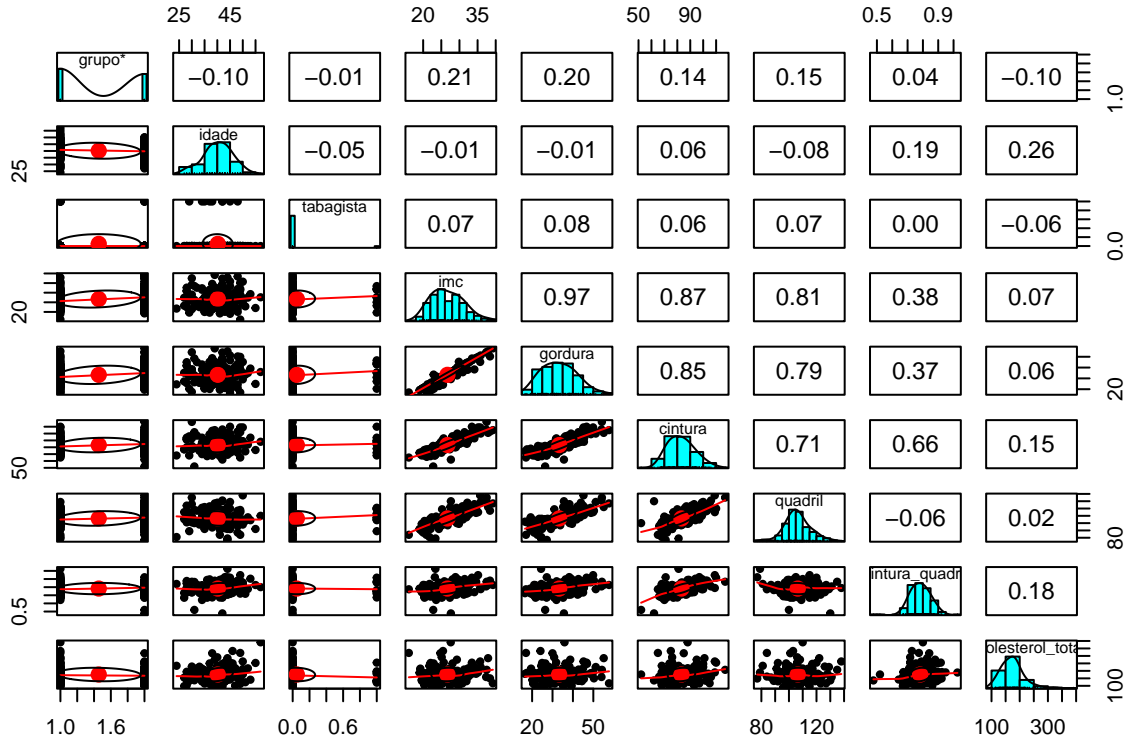 25 45 20 35 50 90 0.5 0.9
grupo* −0.10 −0.01 0.21 0.20 0.14 0.15 0.04 −0.10 1.0
25 idade −0.05 −0.01 −0.01 0.06 −0.08 0.19 0.26
tabagista 0.07 0.08 0.06 0.07 0.00 −0.06 0.0
20 imc 0.97 0.87 0.81 0.38 0.07
gordura 0.85 0.79 0.37 0.06 20
50 cintura 0.71 0.66 0.15
quadril −0.06 0.02 80
0.5 intura_quadr 0.18
olesterol_tota 100
1.0 1.6 0.0 0.6 20 50 80 120 100 300